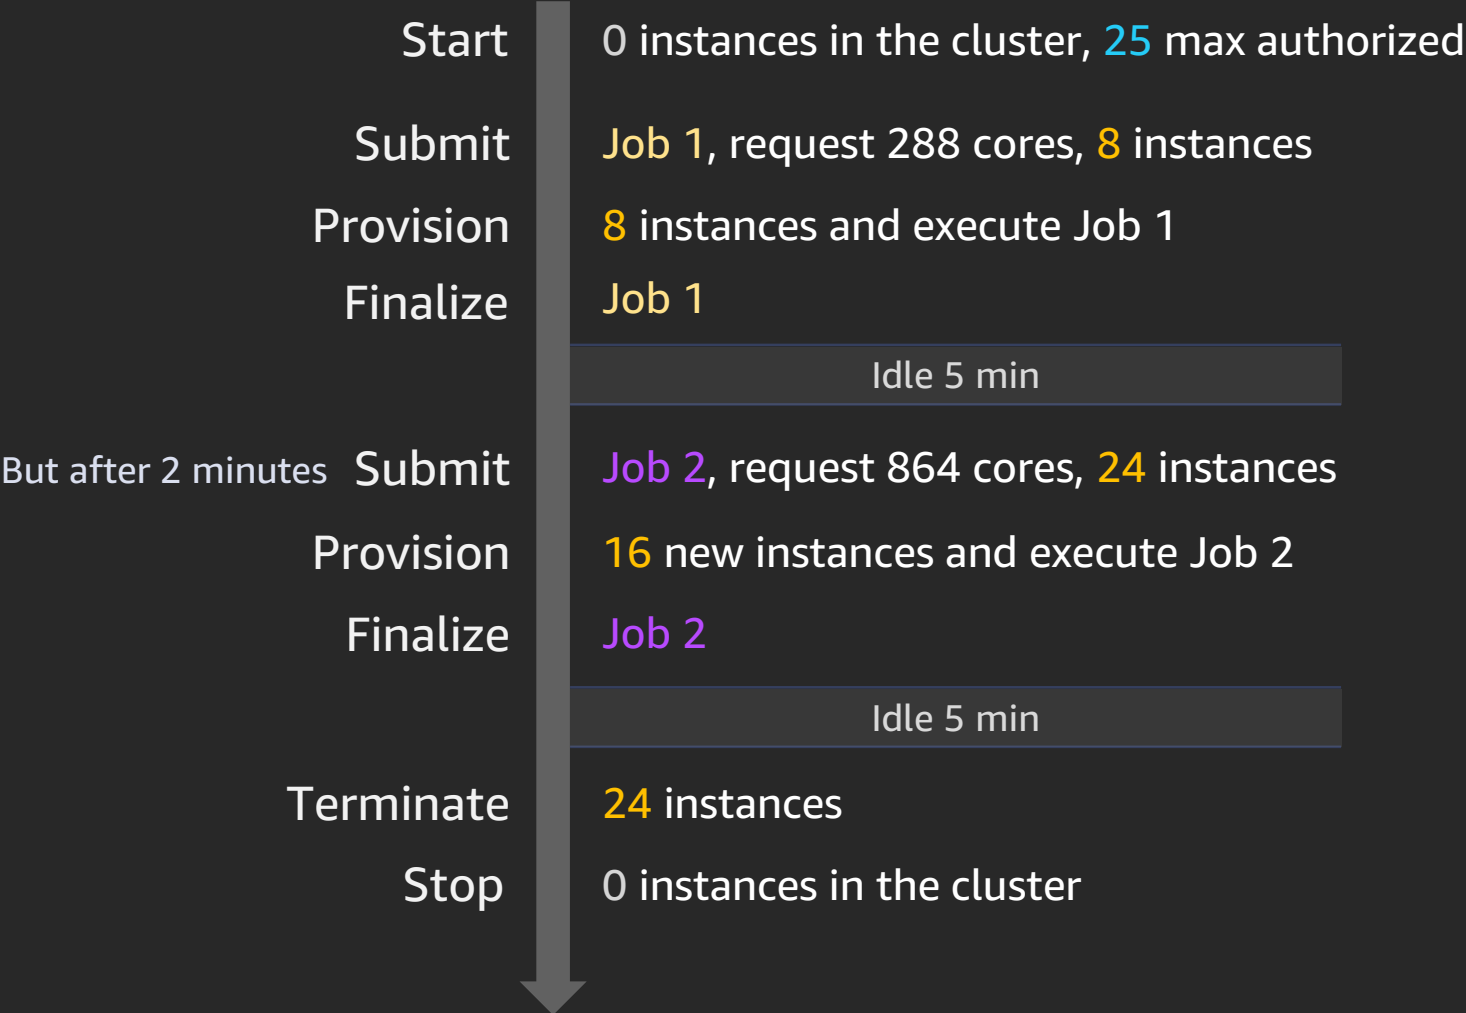 Start 0 instances in the cluster, 25 max authorized
Submit Job 1, request 288 cores, 8 instances
Provision 8 instances and execute Job 1
Finalize Job 1
Idle 5 min
But after 2 minutes Submit Job 2, request 864 cores, 24 instances
Provision 16 new instances and execute Job 2
Finalize Job 2
Idle 5 min
Terminate 24 instances
Stop 0 instances in the cluster